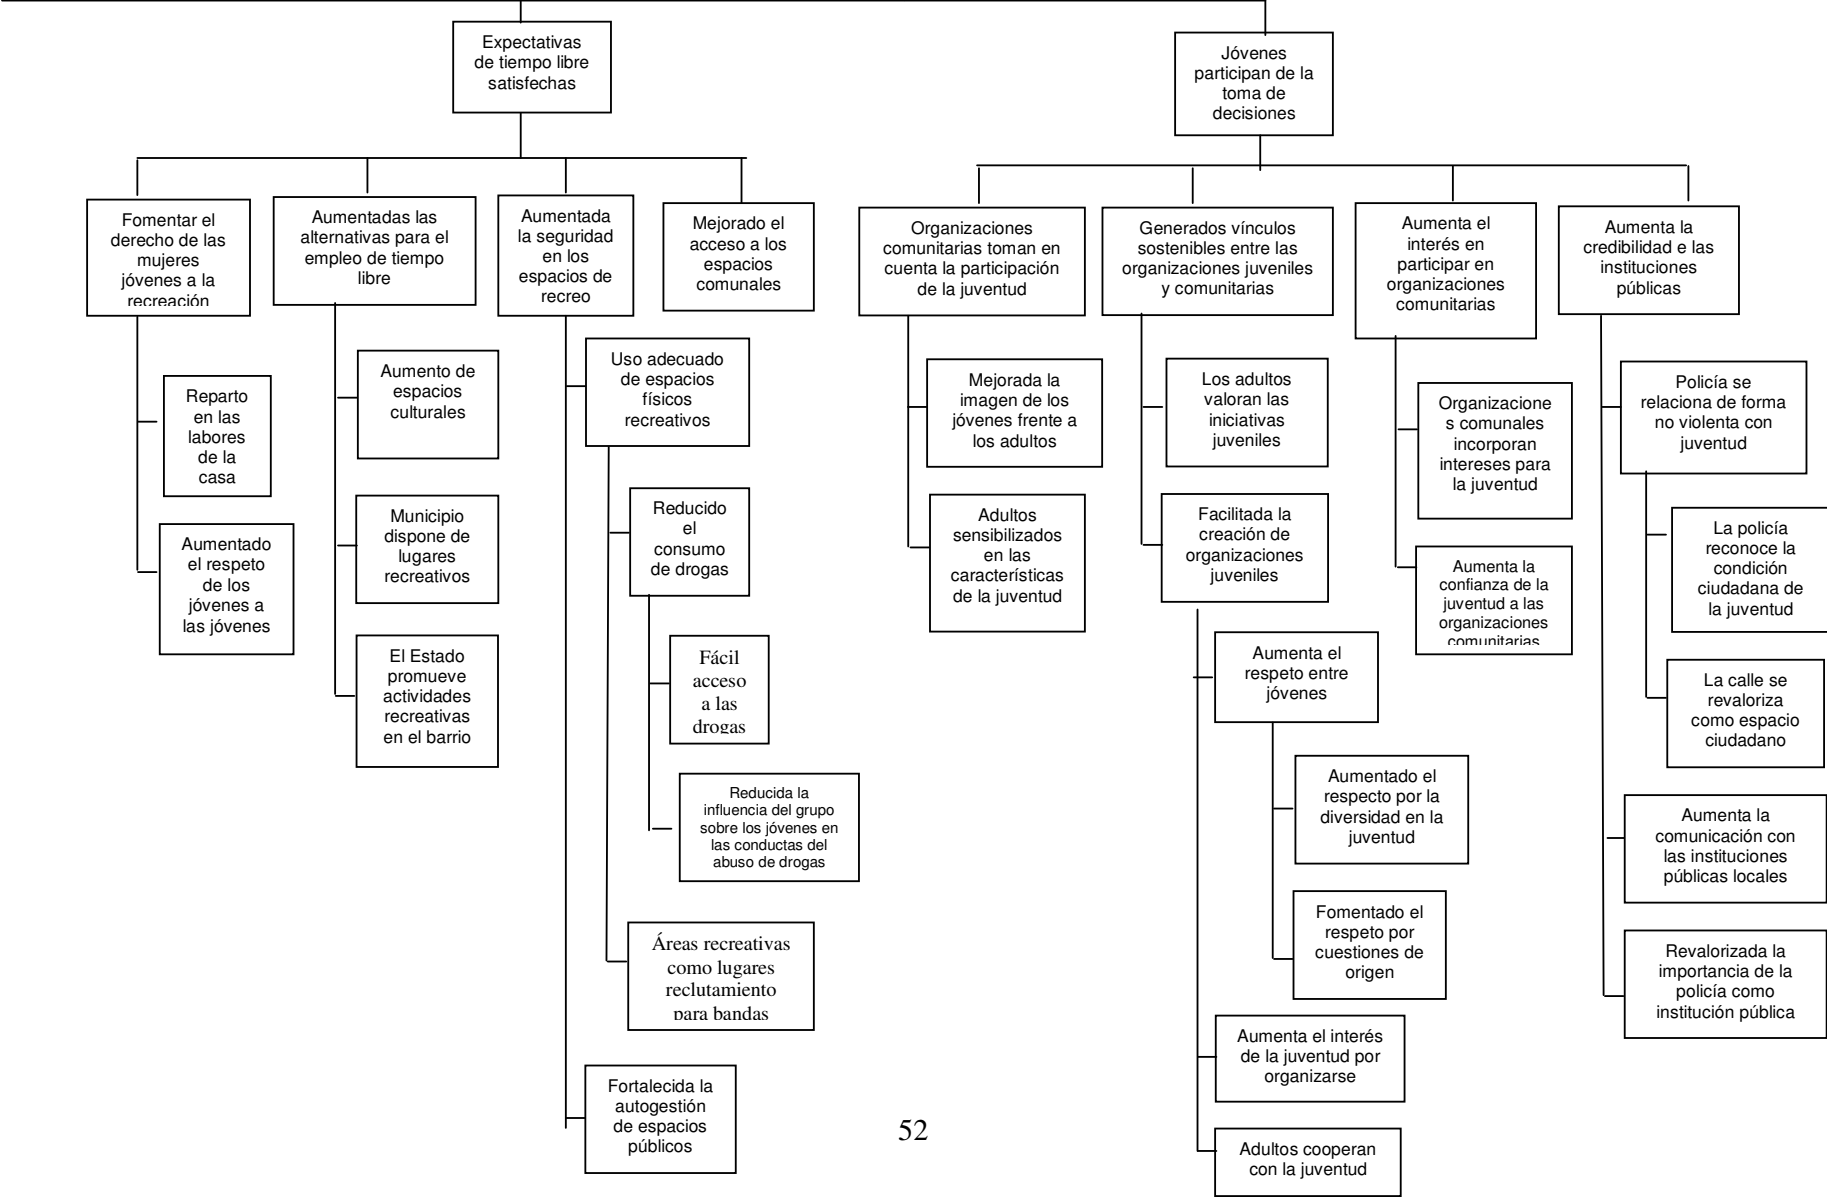 Expectativas
de tiempo libre
satisfechas
Jóvenes
participan de la
toma de
decisiones
Fomentar el
derecho de las
mujeres
jóvenes a la
recreación
Aumentadas las
alternativas para el
empleo de tiempo
libre
Aumentada
la seguridad
en los
espacios de
recreo
Mejorado el
acceso a los
espacios
comunales
Organizaciones
comunitarias toman en
cuenta la participación
de la juventud
Generados vínculos
sostenibles entre las
organizaciones juveniles
y comunitarias
Aumenta el
interés en
participar en
organizaciones
comunitarias
Aumenta la
credibilidad e las
instituciones
públicas
Reparto
en las
labores
de la
casa
Aumentado
el respeto
de los
jóvenes a
las jóvenes
Aumento de
espacios
culturales
Municipio
dispone de
lugares
recreativos
El Estado
promueve
actividades
recreativas
en el barrio
Uso adecuado
de espacios
físicos
recreativos
Reducido
el
consumo
de drogas
Fácil
acceso
a las
drogas
Reducida la
influencia del grupo
sobre los jóvenes en
las conductas del
abuso de drogas
Áreas recreativas
como lugares
reclutamiento
para bandas
Fortalecida la
autogestión
de espacios
públicos
Mejorada la
imagen de los
jóvenes frente a
los adultos
Adultos
sensibilizados
en las
características
de la juventud
Los adultos
valoran las
iniciativas
juveniles
Facilitada la
creación de
organizaciones
juveniles
Aumenta el
respeto entre
jóvenes
Aumentado el
respecto por la
diversidad en la
juventud
Fomentado el
respeto por
cuestiones de
origen
Aumenta el interés
de la juventud por
organizarse
Adultos cooperan
con la juventud
Organizacione
s comunales
incorporan
intereses para
la juventud
Aumenta la
confianza de la
juventud a las
organizaciones
comunitarias
Policía se
relaciona de forma
no violenta con
juventud
La policía
reconoce la
condición
ciudadana de
la juventud
La calle se
revaloriza
como espacio
ciudadano
Aumenta la
comunicación con
las instituciones
públicas locales
Revalorizada la
importancia de la
policía como
institución pública
52